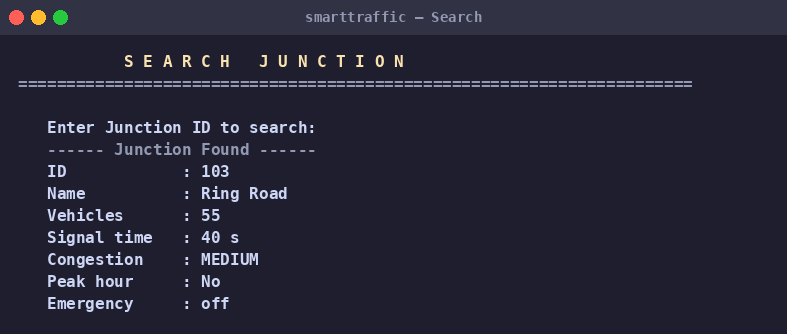 smarttraffic — Search
S E A R C H   J U N C T I O N
======================================================================
Enter Junction ID to search:
------ Junction Found ------
ID            : 103
Name          : Ring Road
Vehicles      : 55
Signal time   : 40 s
Congestion    : MEDIUM
Peak hour     : No
Emergency     : off